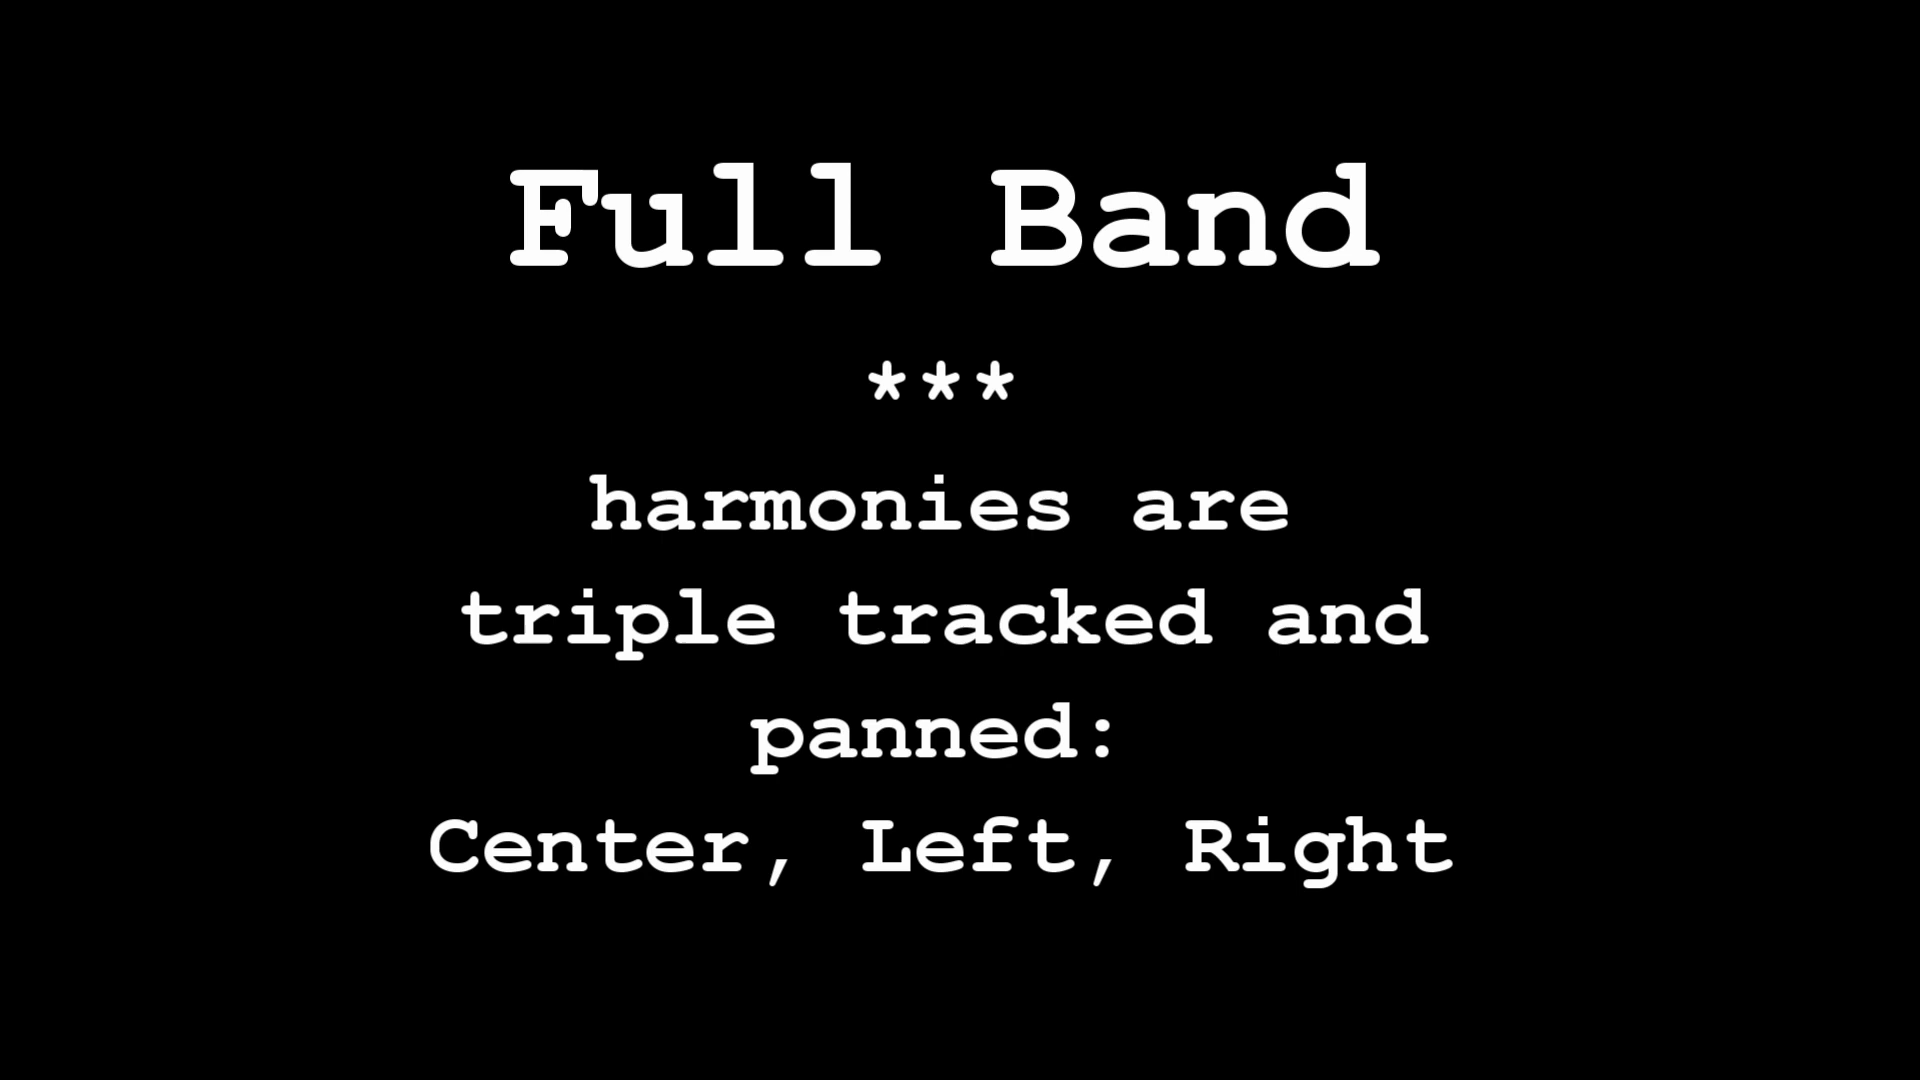 Full Band
***
harmonies are
triple tracked and
panned:
Center, Left, Right